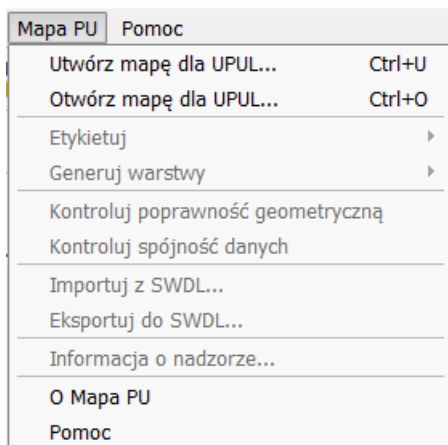 Mapa PU Pomoc
Utwórz mapę dla UPUL... Ctrl+U
Otwórz mapę dla UPUL... Ctrl+O
Etykietuj
Generuj warstwy
Kontroluj poprawność geometryczną
Kontroluj spójność danych
Importuj z SWDL...
Eksportuj do SWDL...
Informacja o nadzorze...
O Mapa PU
Pomoc